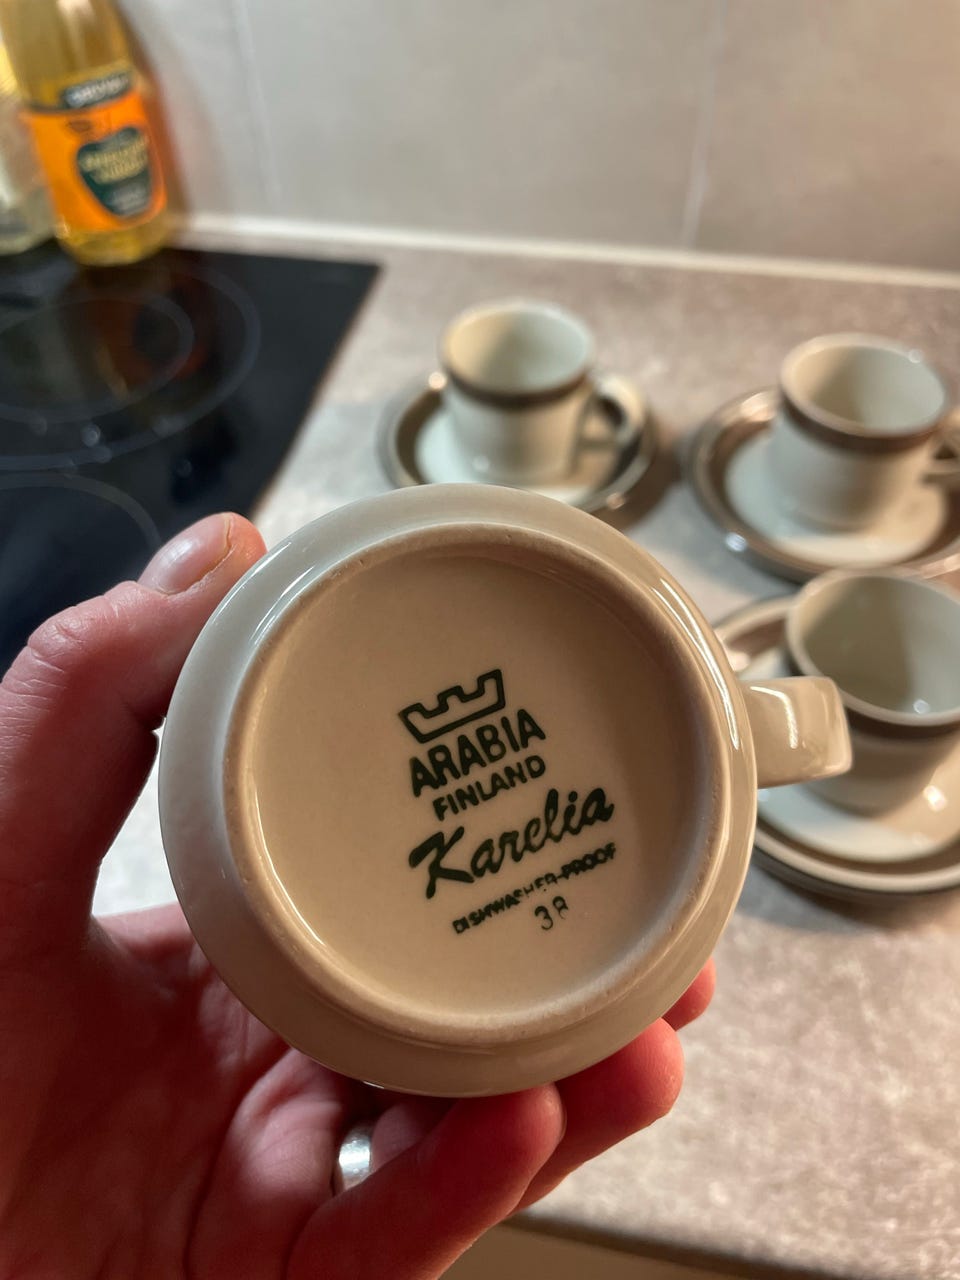 ARABIA
FINLAND
Karelia
DISHWASHER-PROOF
38